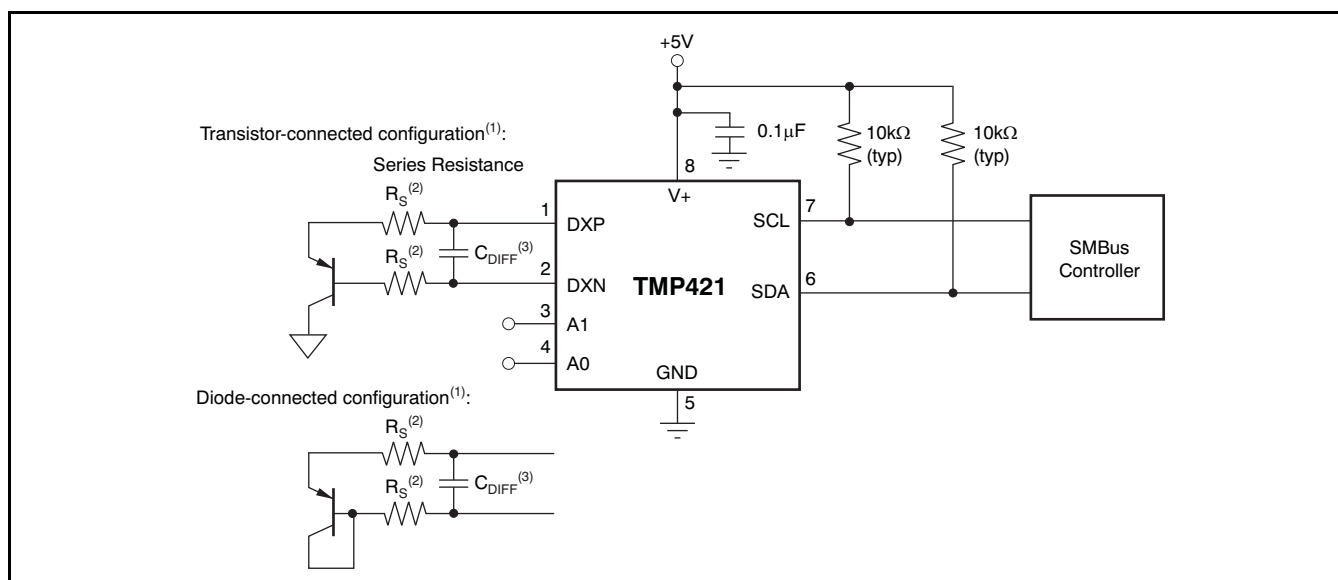 +5V
Transistor-connected configuration(1):
Series Resistance
0.1μF
10kΩ
(typ)
10kΩ
(typ)
8
V+
RS(2)
1
DXP
SCL
7
CDIFF(3)
RS(2)
2
DXN
TMP421
SDA
6
SMBus
Controller
3
A1
4
A0
GND
5
Diode-connected configuration(1):
RS(2)
CDIFF(3)
RS(2)